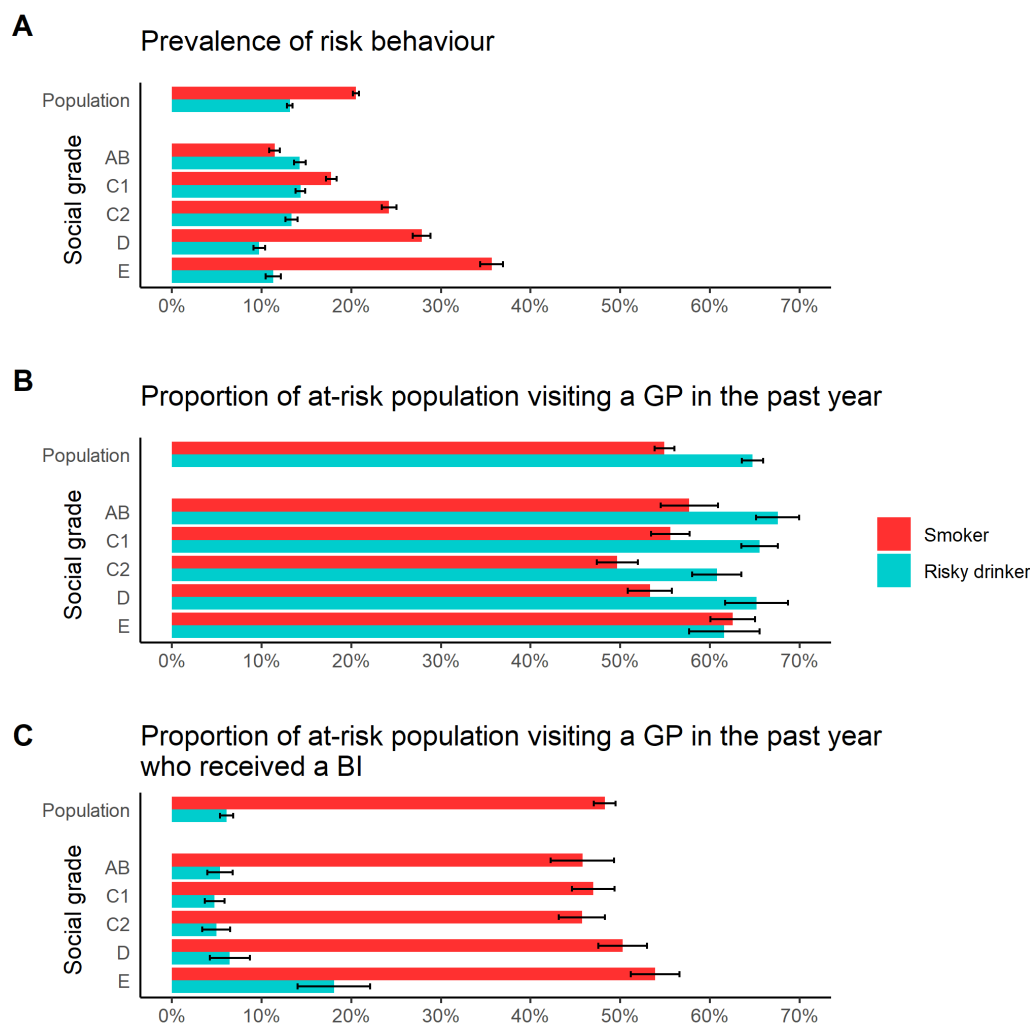 A
Prevalence of risk behaviour
Population
Social grade
AB
C1
C2
D
E
0% 10% 20% 30% 40% 50% 60% 70%
B
Proportion of at-risk population visiting a GP in the past year
Population
Social grade
AB
C1
C2
D
E
0% 10% 20% 30% 40% 50% 60% 70%
Smoker
Risky drinker
C
Proportion of at-risk population visiting a GP in the past year
who received a BI
Population
Social grade
AB
C1
C2
D
E
0% 10% 20% 30% 40% 50% 60% 70%